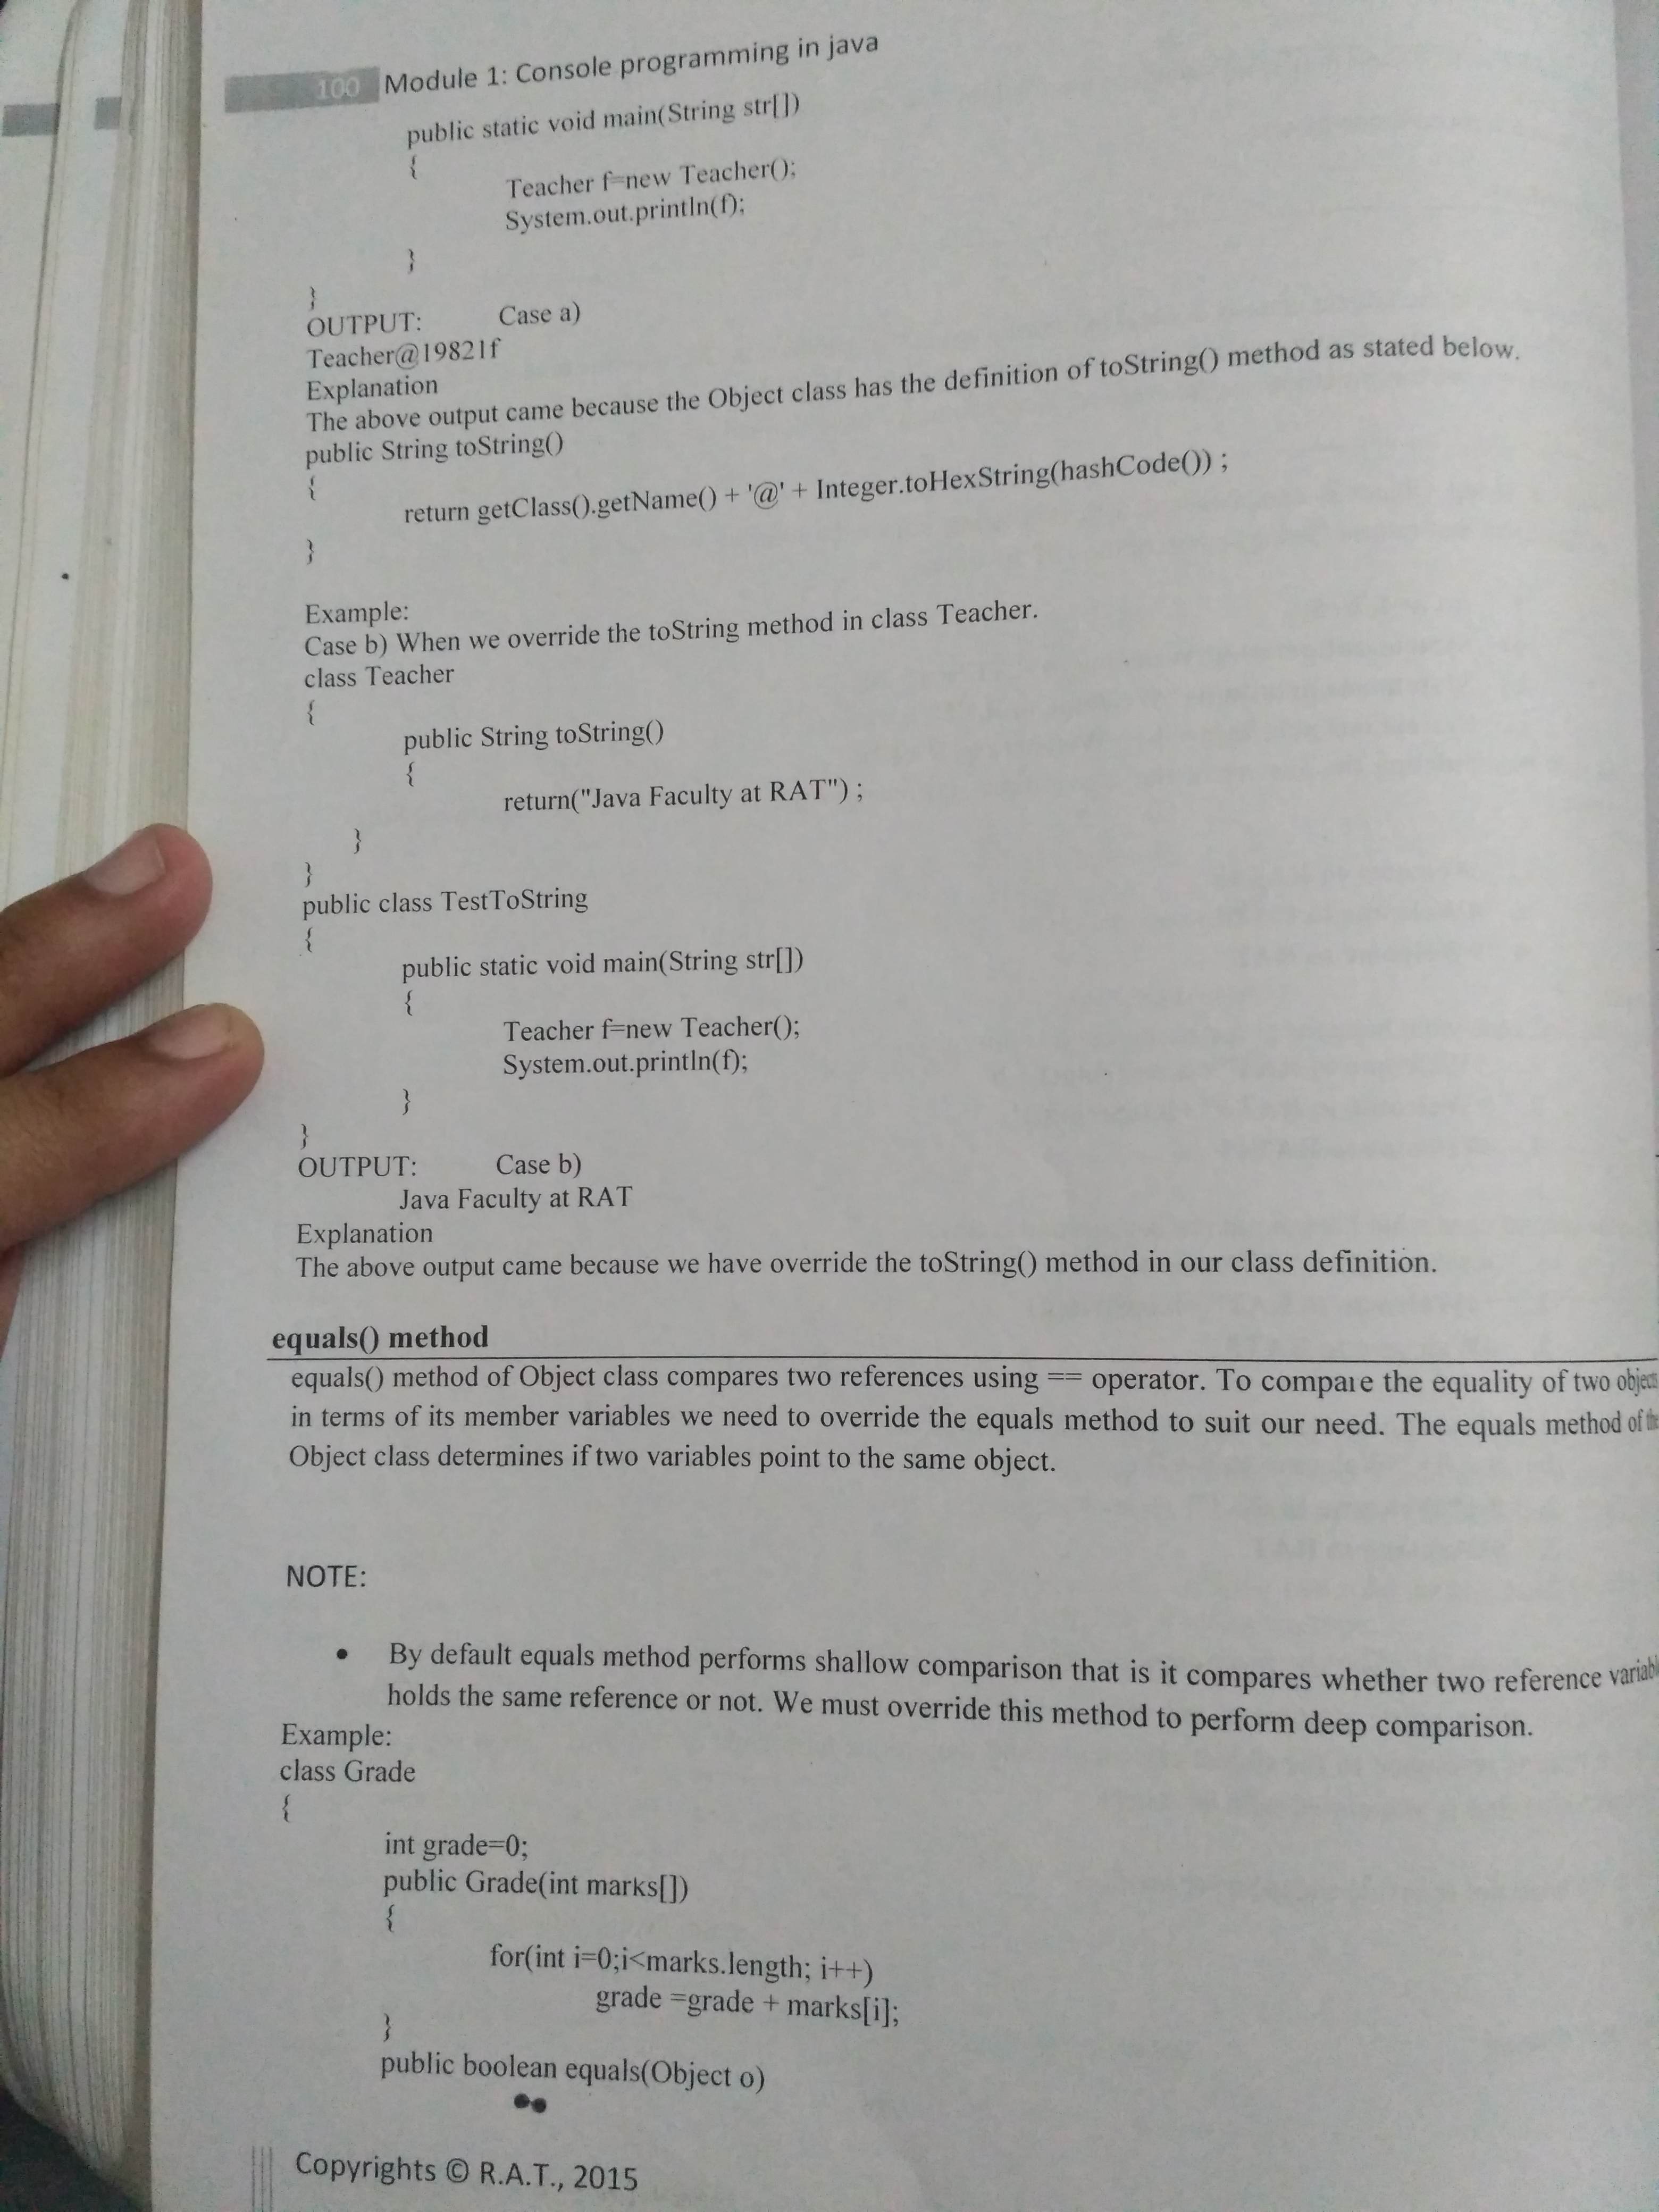 100 Module 1: Console programming in java
public static void main(String str[])
{
Teacher f=new Teacher();
System.out.println(f);
}
}
OUTPUT: Case a)
Teacher@19821f
Explanation
The above output came because the Object class has the definition of toString() method as stated below.
public String toString()
{
return getClass().getName() + '@' + Integer.toHexString(hashCode()) ;
}
Example:
Case b) When we override the toString method in class Teacher.
class Teacher
{
public String toString()
{
return("Java Faculty at RAT") ;
}
}
public class TestToString
{
public static void main(String str[])
{
Teacher f=new Teacher();
System.out.println(f);
}
}
OUTPUT: Case b)
Java Faculty at RAT
Explanation
The above output came because we have override the toString() method in our class definition.
equals() method
equals() method of Object class compares two references using == operator. To compare the equality of two
in terms of its member variables we need to override the equals method to suit our need. The equals method of
Object class determines if two variables point to the same object.
NOTE:
• By default equals method performs shallow comparison that is it compares whether two reference
holds the same reference or not. We must override this method to perform deep comparison.
Example:
class Grade
{
int grade=0;
public Grade(int marks[])
{
for(int i=0;i<marks.length; i++)
grade =grade + marks[i];
}
public boolean equals(Object o)
Copyrights © R.A.T., 2015